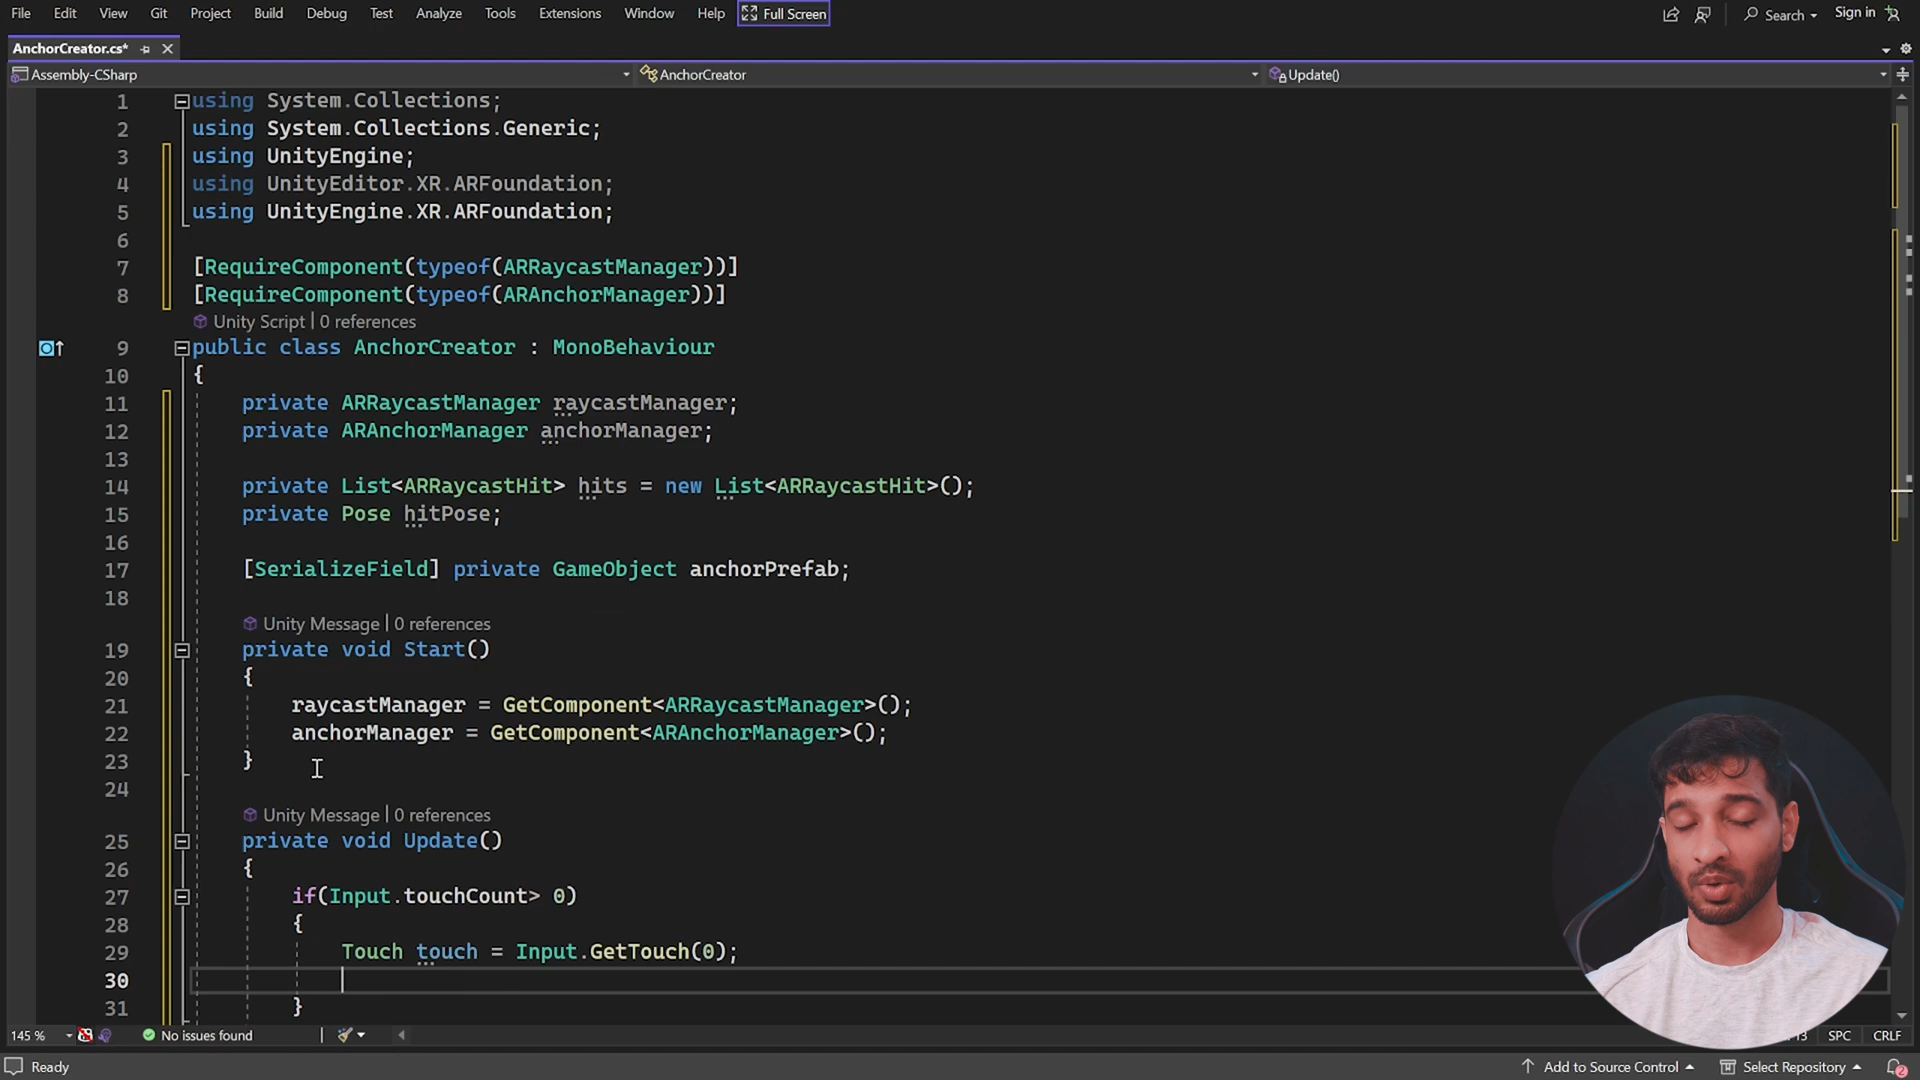 File Edit View Git Project Build Debug Test Analyze Tools Extensions Window Help Full Screen Search Sign in
AnchorCreator.cs*
Assembly-CSharp AnchorCreator Update()
1 using System.Collections;
2 using System.Collections.Generic;
3 using UnityEngine;
4 using UnityEditor.XR.ARFoundation;
5 using UnityEngine.XR.ARFoundation;
6
7 [RequireComponent(typeof(ARRaycastManager))]
8 [RequireComponent(typeof(ARAnchorManager))]
Unity Script | 0 references
9 public class AnchorCreator : MonoBehaviour
10 {
11 private ARRaycastManager raycastManager;
12 private ARAnchorManager anchorManager;
13
14 private List<ARRaycastHit> hits = new List<ARRaycastHit>();
15 private Pose hitPose;
16
17 [SerializeField] private GameObject anchorPrefab;
18
Unity Message | 0 references
19 private void Start()
20 {
21 raycastManager = GetComponent<ARRaycastManager>();
22 anchorManager = GetComponent<ARAnchorManager>();
23 }
24
Unity Message | 0 references
25 private void Update()
26 {
27 if(Input.touchCount> 0)
28 {
29 Touch touch = Input.GetTouch(0);
30
31 }
145 % No issues found SPC CRLF
Ready Add to Source Control Select Repository 2